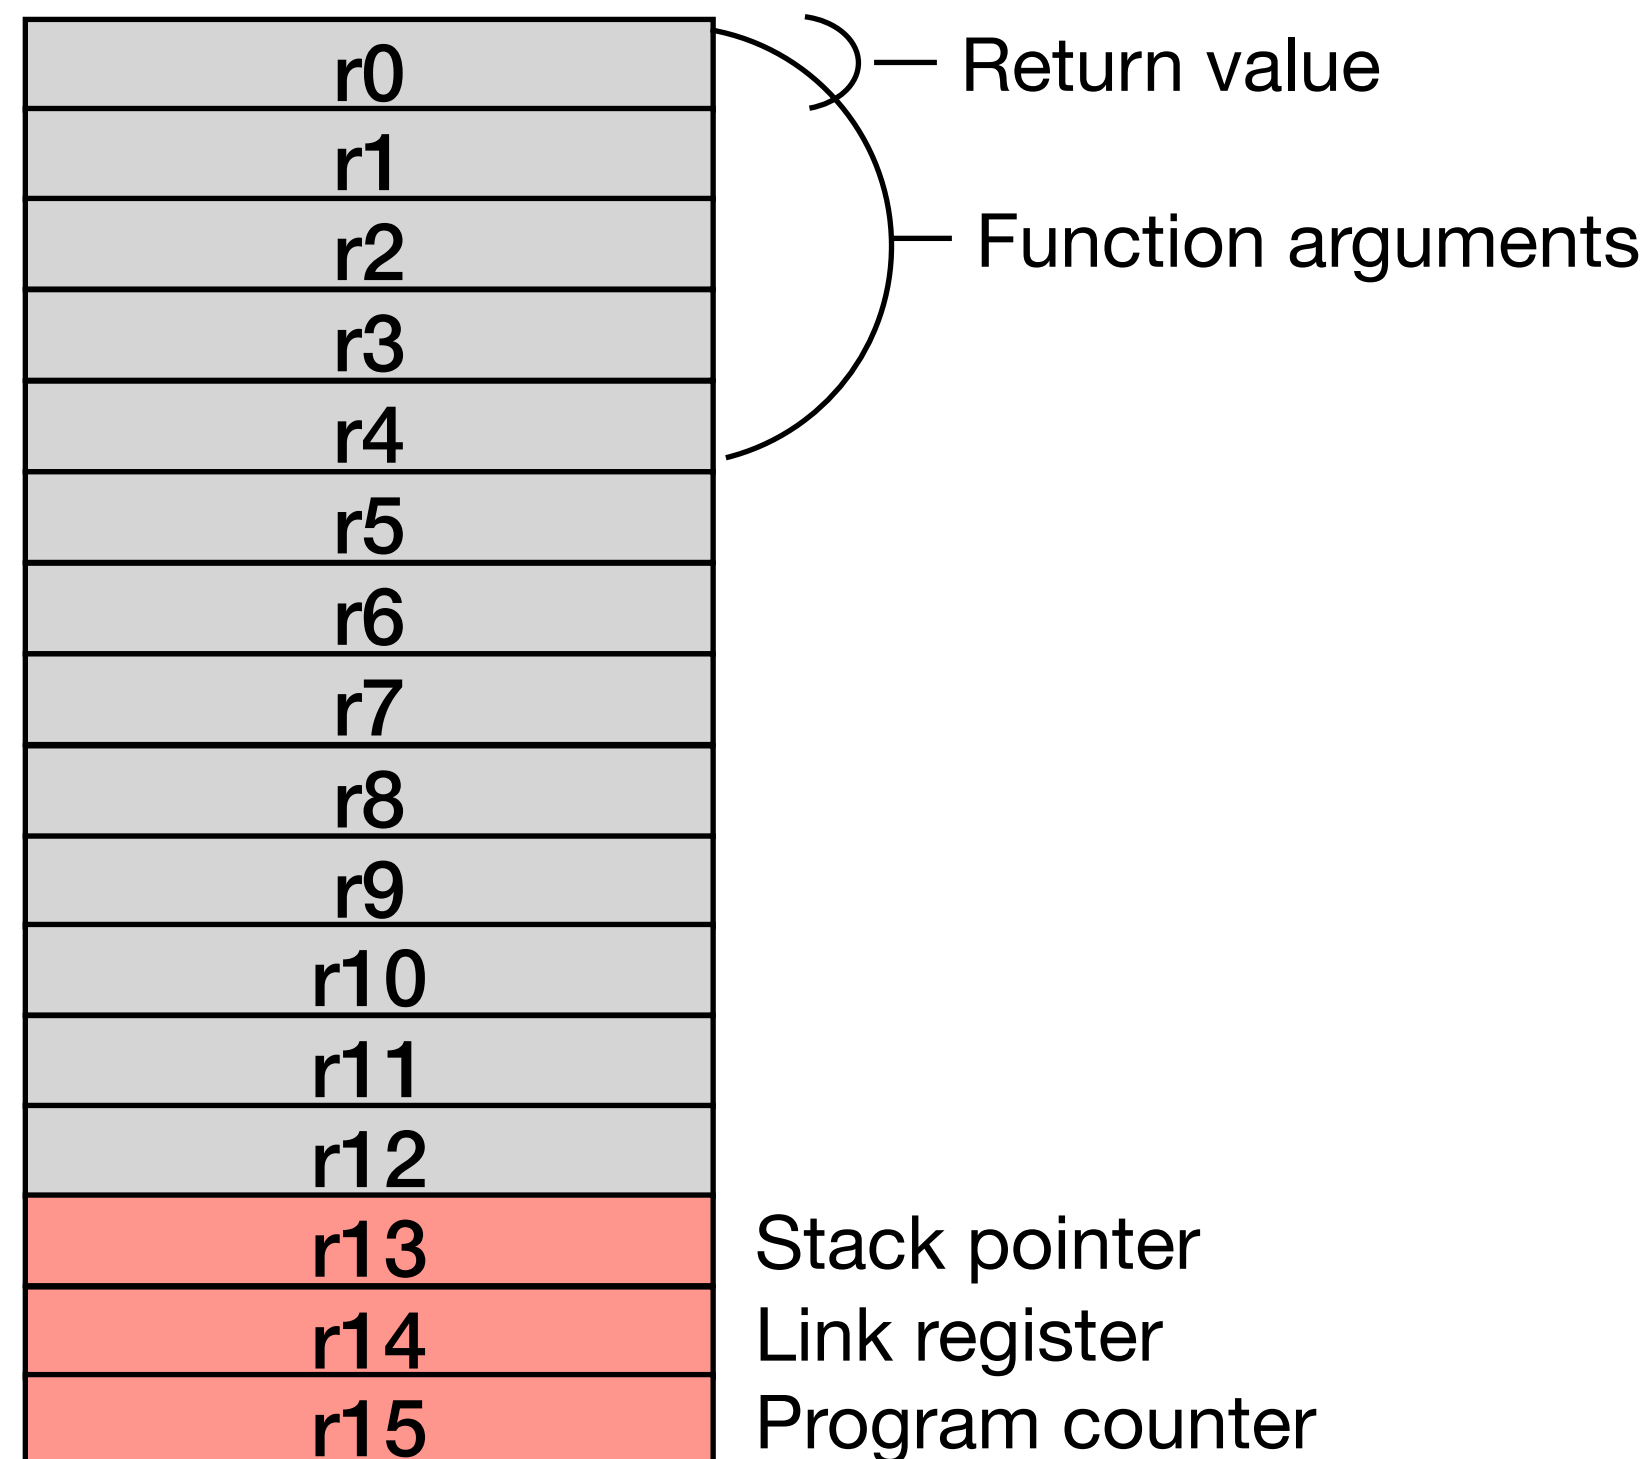 r0
Return value
r1
r2
Function arguments
r3
r4
r5
r6
r7
r8
r9
r10
r11
r12
r13
Stack pointer
r14
Link register
r15
Program counter